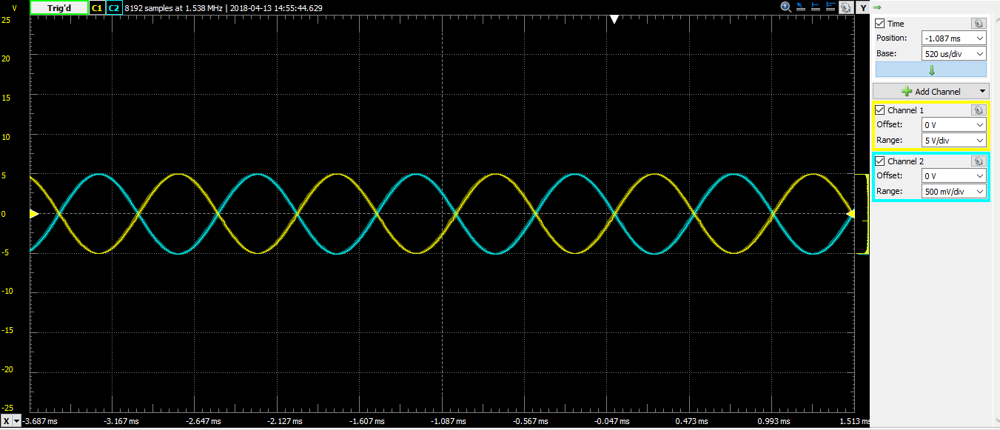 V Trig'd C1 C2 8192 samples at 1.538 MHz | 2018-04-13 14:55:44.629 Y
25
20
15
10
5
0
-5
-10
-15
-20
-25
X -3.687 ms -3.167 ms -2.647 ms -2.127 ms -1.607 ms -1.087 ms -0.567 ms -0.047 ms 0.473 ms 0.993 ms 1.513 ms
Time
Position: -1.087 ms
Base: 520 us/div
Add Channel
Channel 1
Offset: 0 V
Range: 5 V/div
Channel 2
Offset: 0 V
Range: 500 mV/div